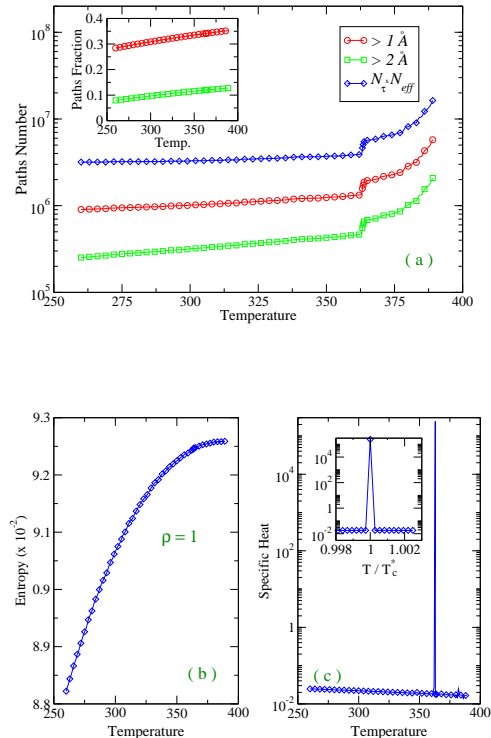 10^8
10^7
10^6
10^5
Paths Number
0.4
0.3
0.2
0.1
0
Paths Fraction
250 300 350 400
Temp.
> 1 Å
> 2 Å
N_τ^* N_eff
( a )
250 275 300 325 350 375 400
Temperature
9.3
9.2
9.1
9.0
8.9
8.8
Entropy (x 10^-2)
ρ = 1
( b )
250 300 350 400
Temperature
10^4
10^2
1
10^-2
Specific Heat
10^4
10^2
1
10^-2
0.998 1 1.002
T / T_c^*
( c )
250 300 350 400
Temperature